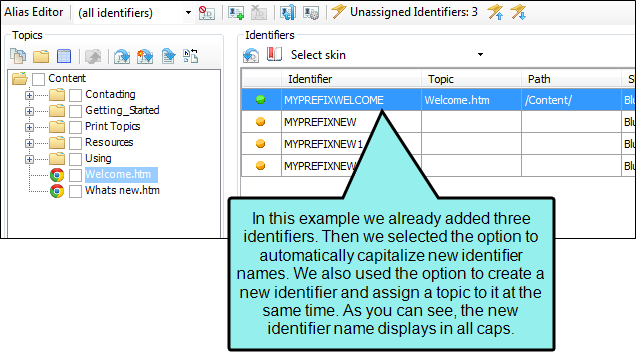 Alias Editor (all identifiers) Unassigned Identifiers: 3
Topics
Content
Contacting
Getting_Started
Print Topics
Resources
Using
Welcome.htm
Whats new.htm
Identifiers
Select skin
Identifier Topic Path S
MYPREFIXWELCOME Welcome.htm /Content/ Blu
MYPREFIXNEW Blu
MYPREFIXNEW1 Blu
MYPREFIXNEW Blu
In this example we already added three
identifiers. Then we selected the option to
automatically capitalize new identifier
names. We also used the option to create a
new identifier and assign a topic to it at the
same time. As you can see, the new
identifier name displays in all caps.